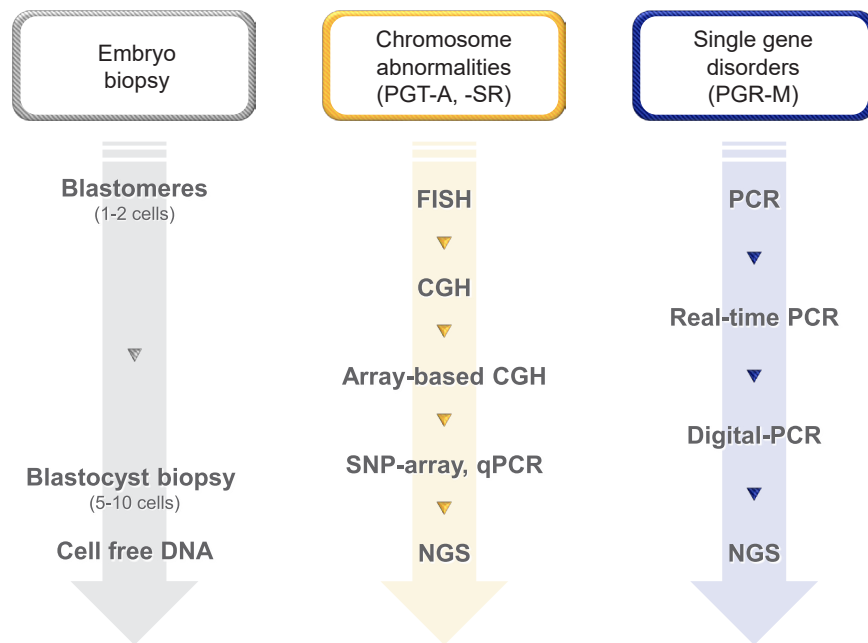 Embryo
biopsy
Blastomeres
(1-2 cells)
Blastocyst biopsy
(5-10 cells)
Cell free DNA
Chromosome
abnormalities
(PGT-A, -SR)
FISH
CGH
Array-based CGH
SNP-array, qPCR
NGS
Single gene
disorders
(PGR-M)
PCR
Real-time PCR
Digital-PCR
NGS